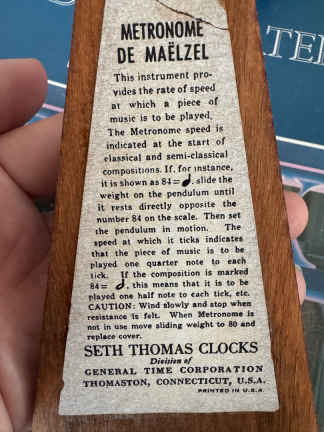 METRONOME
DE MAËLZEL
This instrument pro-
vides the rate of speed
at which a piece of
music is to be played.
The Metronome speed is
indicated at the start of
classical and semi-classical
compositions. If, for instance,
it is shown as 84=♩, slide the
weight on the pendulum until
it rests directly opposite the
number 84 on the scale. Then set
the pendulum in motion. The
speed at which it ticks indicates
that the piece of music is to be
played one quarter note to each
tick. If the composition is marked
84= 𝅗𝅥, this means that it is to be
played one half note to each tick, etc.
CAUTION: Wind slowly and stop when
resistance is felt. When Metronome is
not in use move sliding weight to 80 and
replace cover.
SETH THOMAS CLOCKS
Division of
GENERAL TIME CORPORATION
THOMASTON, CONNECTICUT, U.S.A.
PRINTED IN U.S.A.